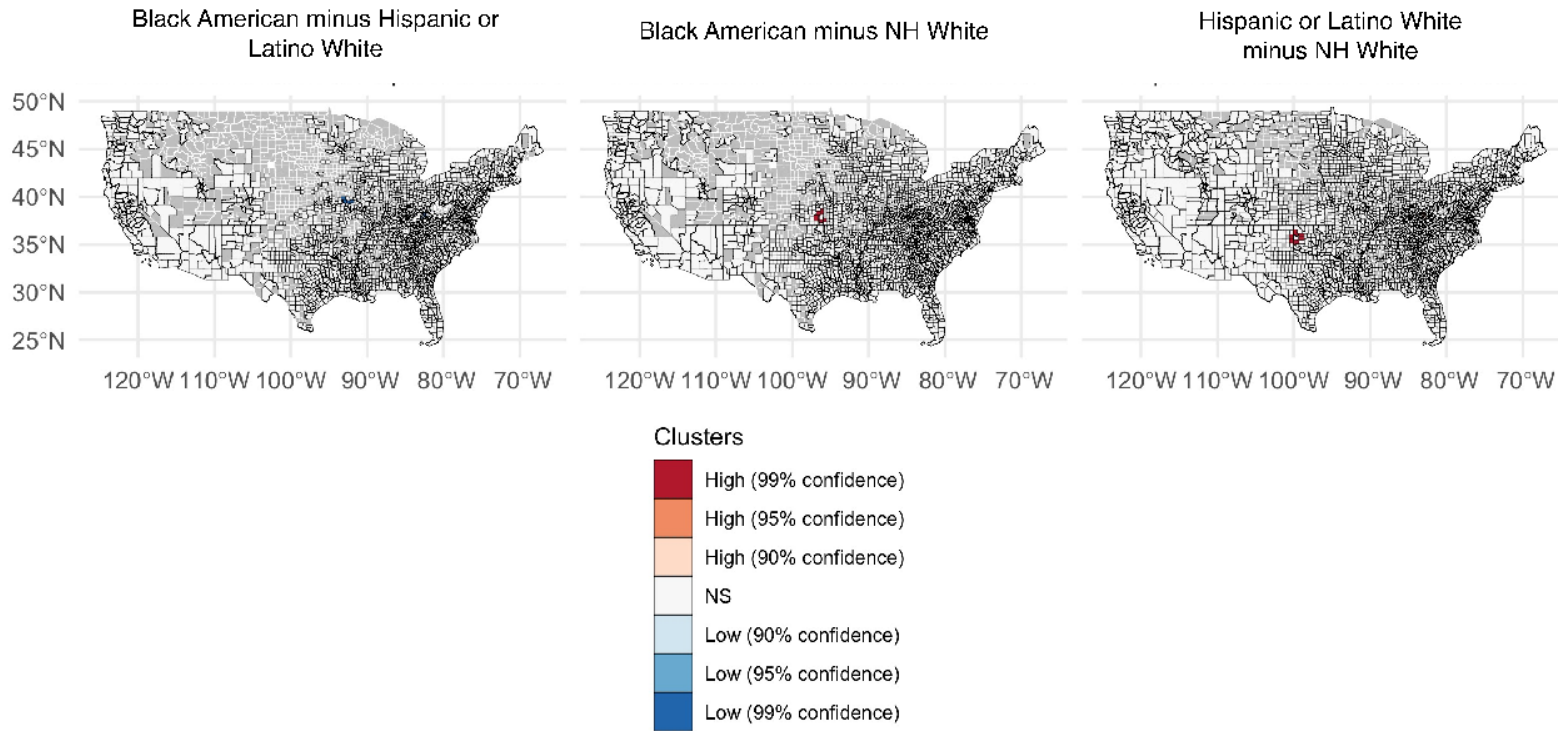 Black American minus Hispanic or
Latino White
Black American minus NH White
Hispanic or Latino White
minus NH White
50°N
45°N
40°N
35°N
30°N
25°N
120°W 110°W 100°W 90°W 80°W 70°W
120°W 110°W 100°W 90°W 80°W 70°W
120°W 110°W 100°W 90°W 80°W 70°W
Clusters
High (99% confidence)
High (95% confidence)
High (90% confidence)
NS
Low (90% confidence)
Low (95% confidence)
Low (99% confidence)